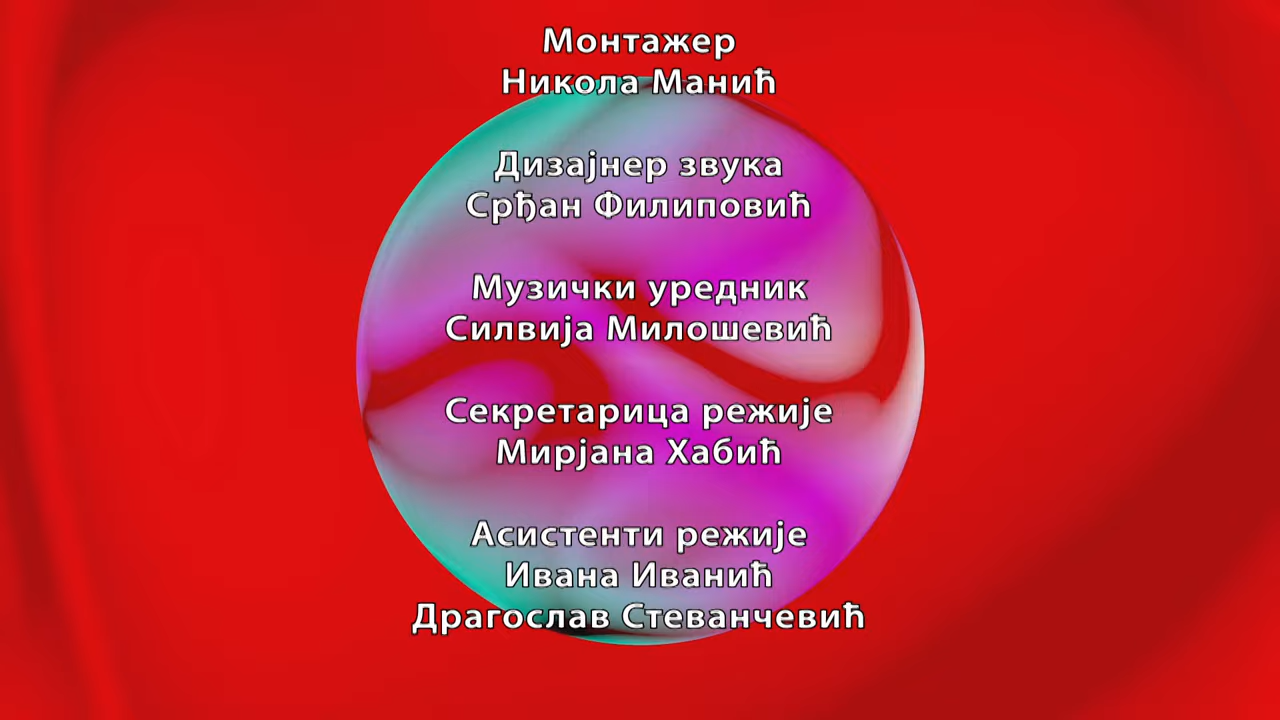 Монтажер
Никола Манић
Дизајнер звука
Срђан Филиповић
Музички уредник
Силвија Милошевић
Секретарица режије
Мирјана Хабић
Асистенти режије
Ивана Иванић
Драгослав Стеванчевић